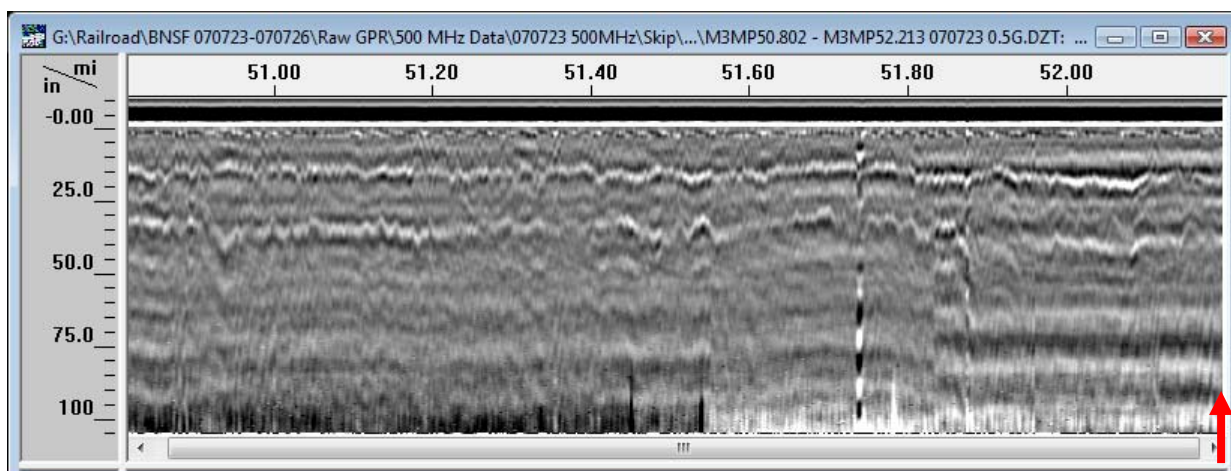 G:\Railroad\BNSF 070723-070726\Raw GPR\500 MHz Data\070723 500MHz\Skip\...\M3MP50.802 - M3MP52.213 070723 0.5G.DZT: ...
mi
in
51.00 51.20 51.40 51.60 51.80 52.00
-0.00
25.0
50.0
75.0
100